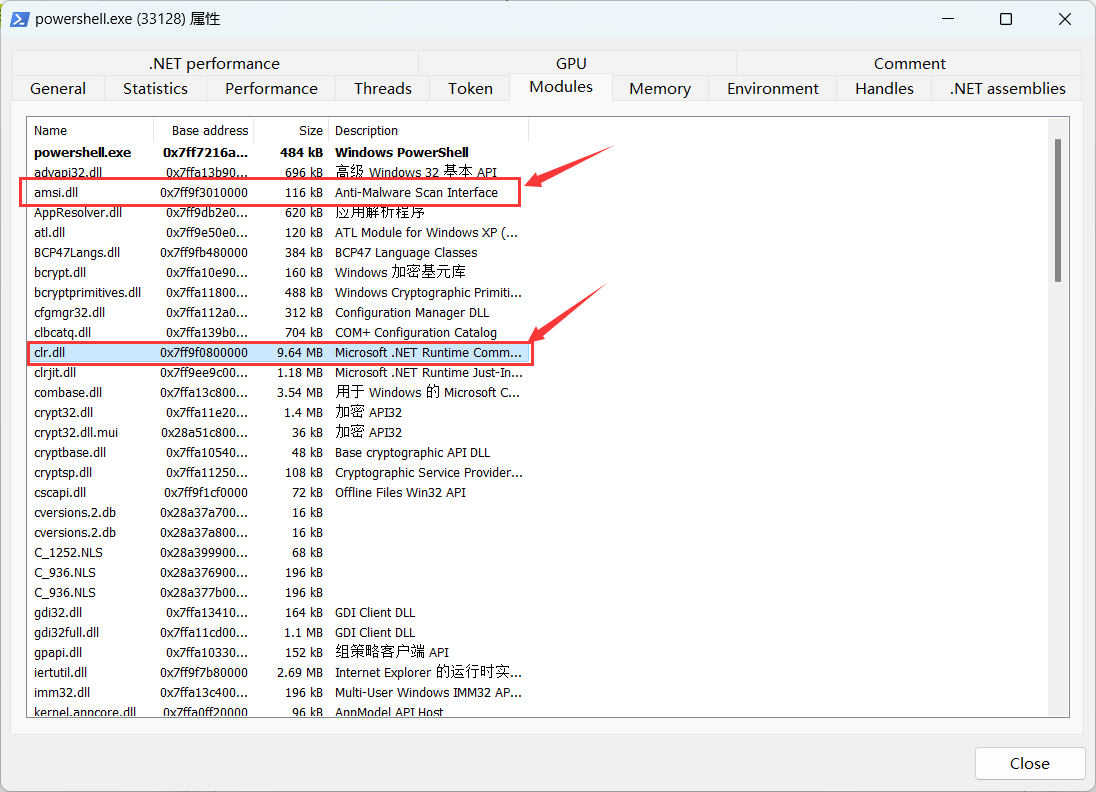 powershell.exe (33128) 属性
.NET performance GPU Comment
General Statistics Performance Threads Token Modules Memory Environment Handles .NET assemblies
Name Base address Size Description
powershell.exe 0x7ff7216a... 484 kB Windows PowerShell
advapi32.dll 0x7ffa13b90... 696 kB 高级 Windows 32 基本 API
amsi.dll 0x7ff9f3010000 116 kB Anti-Malware Scan Interface
AppResolver.dll 0x7ff9db2e0... 620 kB 应用解析程序
atl.dll 0x7ff9e50e0... 120 kB ATL Module for Windows XP (...
BCP47Langs.dll 0x7ff9fb480000 384 kB BCP47 Language Classes
bcrypt.dll 0x7ffa10e90... 160 kB Windows 加密基元库
bcryptprimitives.dll 0x7ffa11800... 488 kB Windows Cryptographic Primiti...
cfgmgr32.dll 0x7ffa112a0... 312 kB Configuration Manager DLL
clbcatq.dll 0x7ffa139b0... 704 kB COM+ Configuration Catalog
clr.dll 0x7ff9f0800000 9.64 MB Microsoft .NET Runtime Comm...
clrjit.dll 0x7ff9ee9c00... 1.18 MB Microsoft .NET Runtime Just-In...
combase.dll 0x7ffa13c800... 3.54 MB 用于 Windows 的 Microsoft C...
crypt32.dll 0x7ffa11e20... 1.4 MB 加密 API32
crypt32.dll.mui 0x28a51c800... 36 kB 加密 API32
cryptbase.dll 0x7ffa10540... 48 kB Base cryptographic API DLL
cryptsp.dll 0x7ffa11250... 108 kB Cryptographic Service Provider...
cscapi.dll 0x7ff9f1cf0000 72 kB Offline Files Win32 API
cversions.2.db 0x28a37a700... 16 kB
cversions.2.db 0x28a37a800... 16 kB
C_1252.NLS 0x28a399900... 68 kB
C_936.NLS 0x28a376900... 196 kB
C_936.NLS 0x28a377b00... 196 kB
gdi32.dll 0x7ffa13410... 164 kB GDI Client DLL
gdi32full.dll 0x7ffa11cd00... 1.1 MB GDI Client DLL
gpapi.dll 0x7ffa10330... 152 kB 组策略客户端 API
iertutil.dll 0x7ff9f7b80000 2.69 MB Internet Explorer 的运行时实...
imm32.dll 0x7ffa13c400... 196 kB Multi-User Windows IMM32 AP...
kernel.appcore.dll 0x7ffa0ff20000 96 kB AppModel API Host
Close